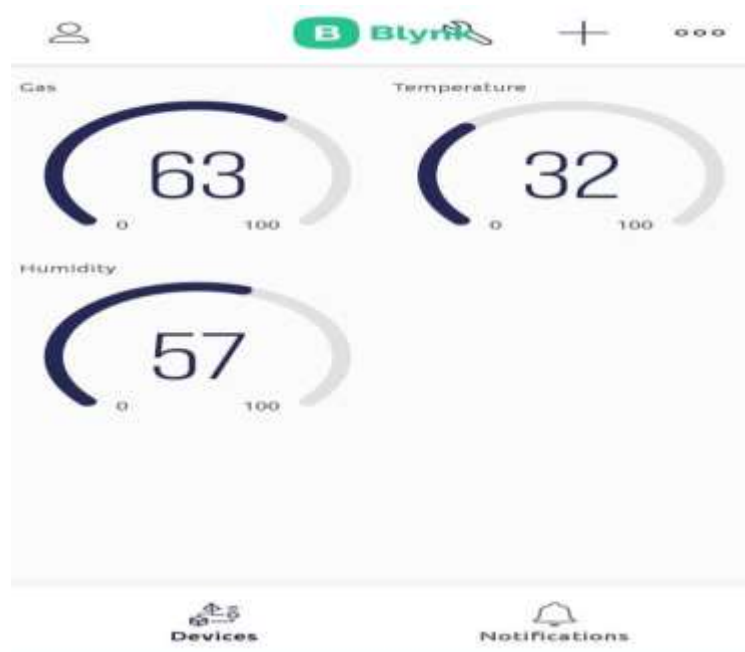 B Blynk
Gas
Temperature
63
32
0 100
0 100
Humidity
57
0 100
Devices
Notifications